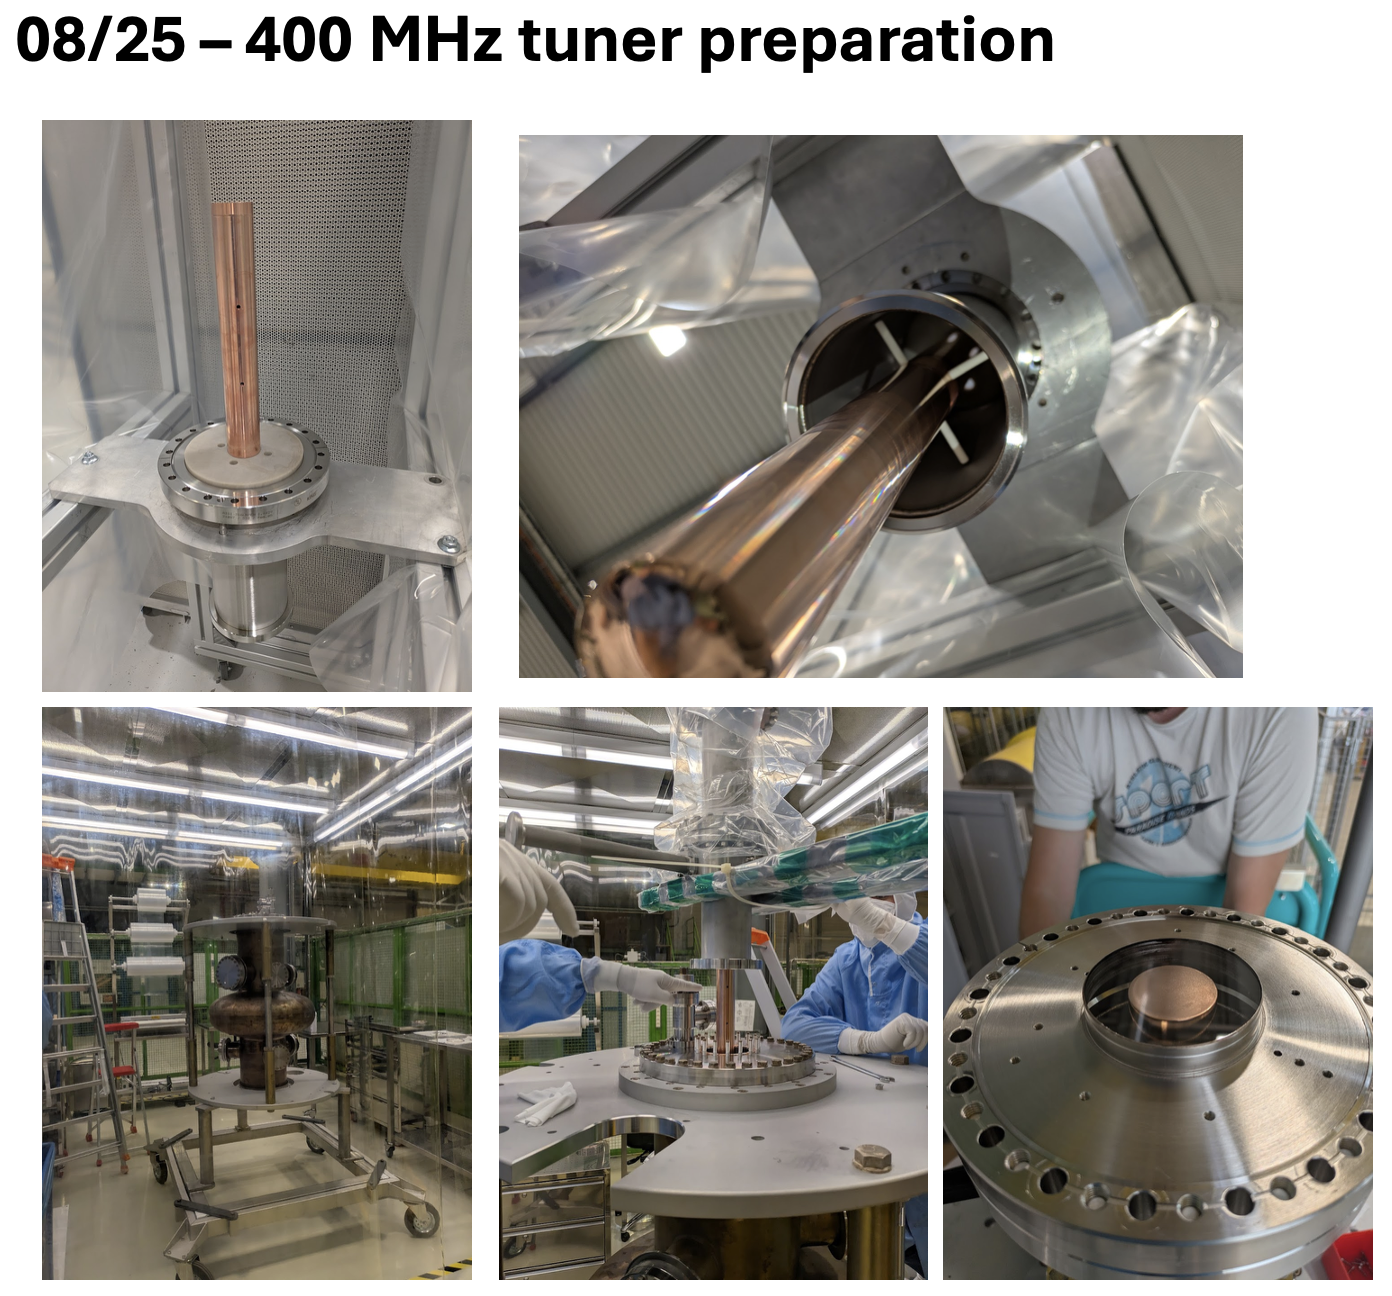 08/25 – 400 MHz tuner preparation